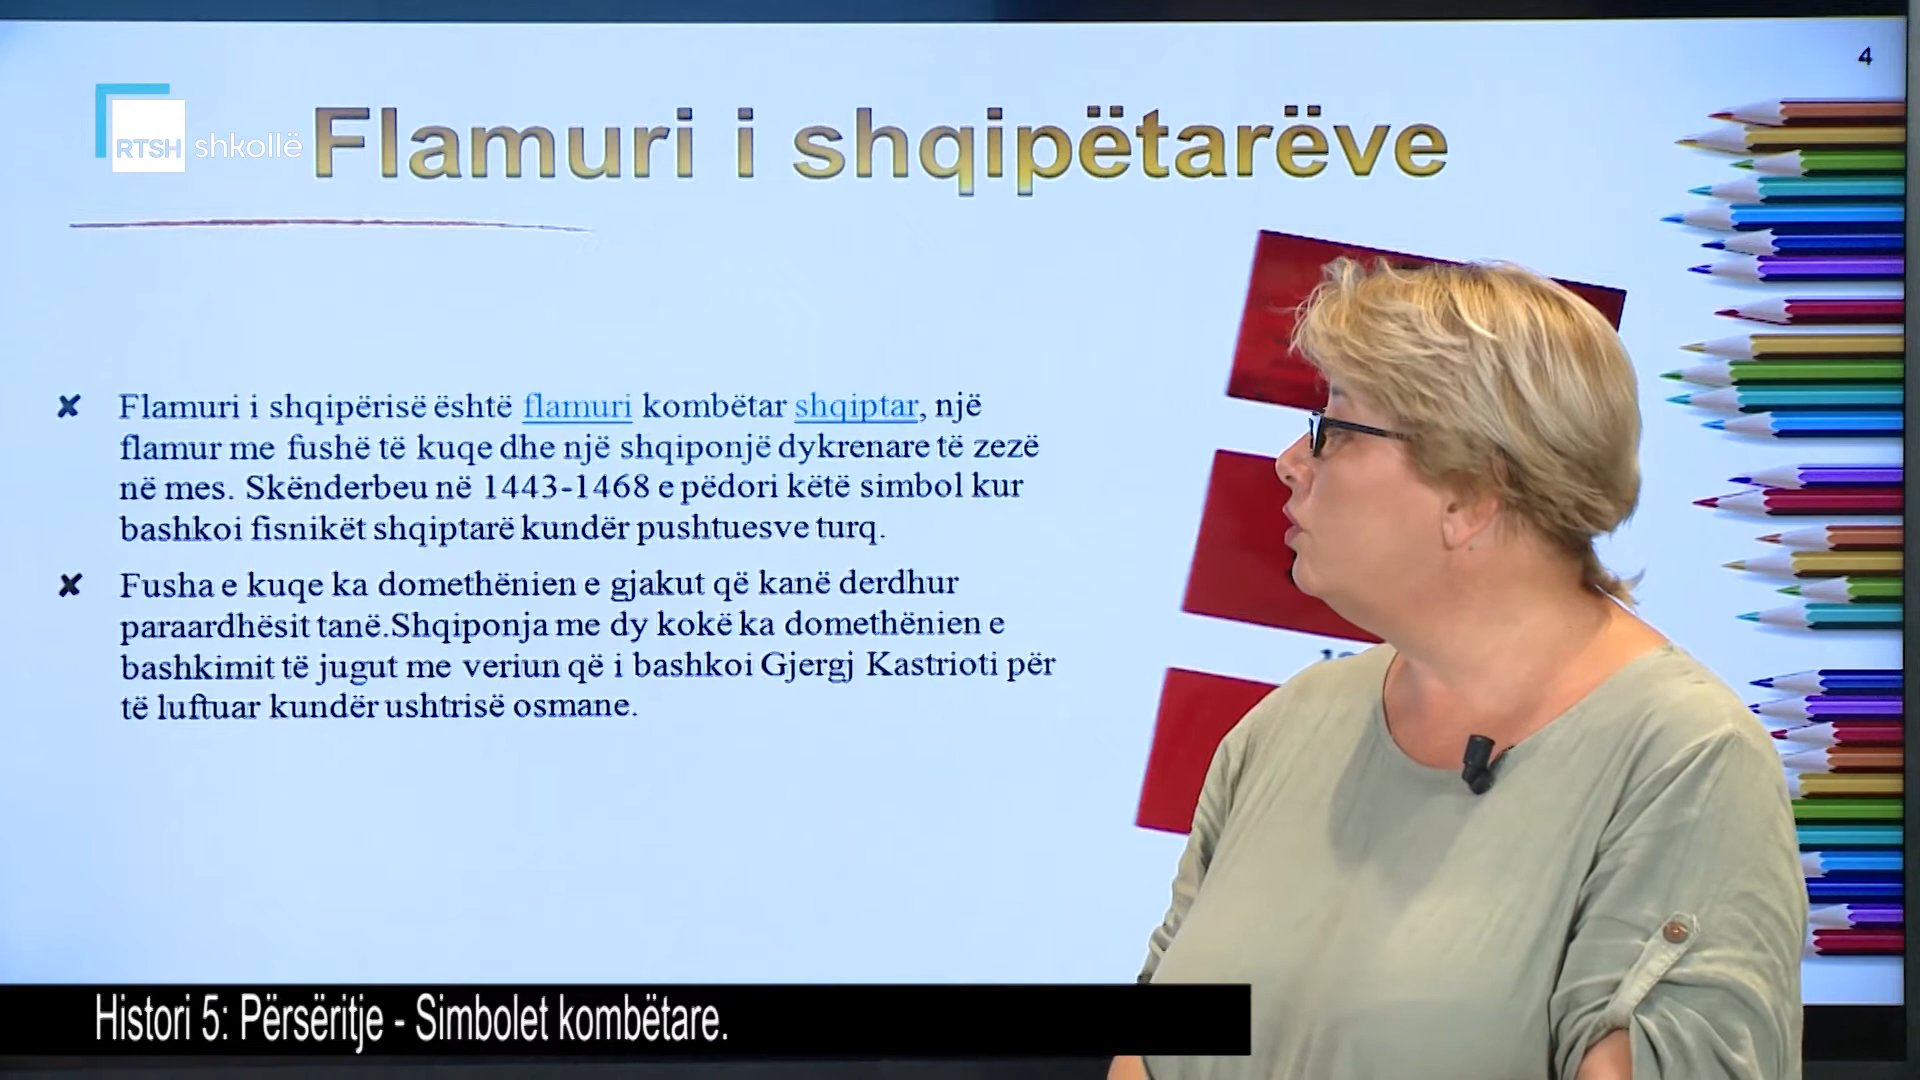 4
RTSH shkollë
Flamuri i shqipëtarëve
✘ Flamuri i shqipërisë është flamuri kombëtar shqiptar, një
flamur me fushë të kuqe dhe një shqiponjë dykrenare të zezë
në mes. Skënderbeu në 1443-1468 e pëdori këtë simbol kur
bashkoi fisnikët shqiptarë kundër pushtuesve turq.
✘ Fusha e kuqe ka domethënien e gjakut që kanë derdhur
paraardhësit tanë.Shqiponja me dy kokë ka domethënien e
bashkimit të jugut me veriun që i bashkoi Gjergj Kastrioti për
të luftuar kundër ushtrisë osmane.
Histori 5: Përsëritje - Simbolet kombëtare.